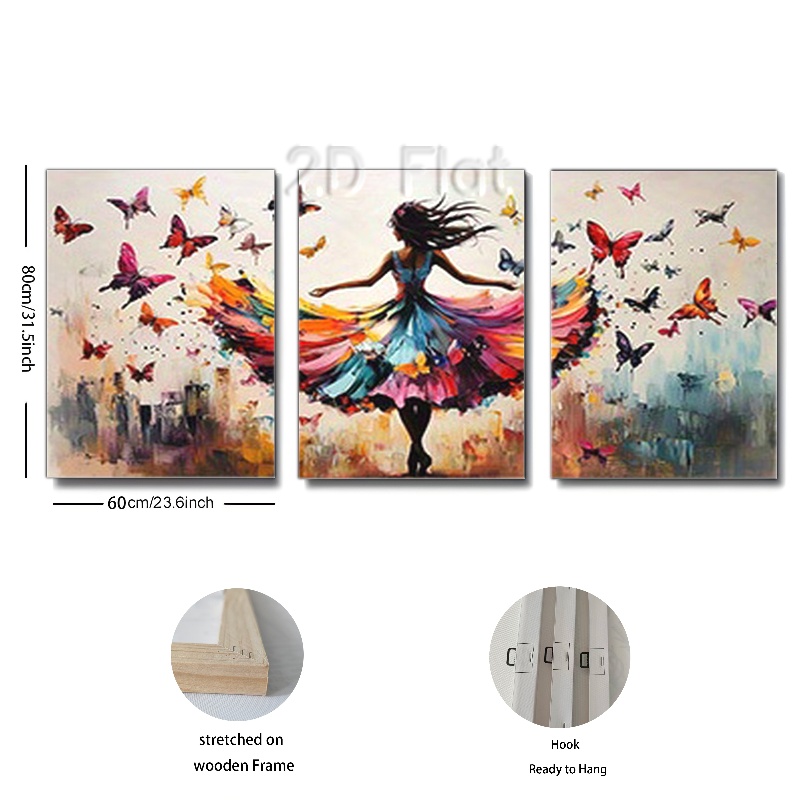 2D Flat
80cm/31.5inch
60cm/23.6inch
stretched on
wooden Frame
Hook
Ready to Hang